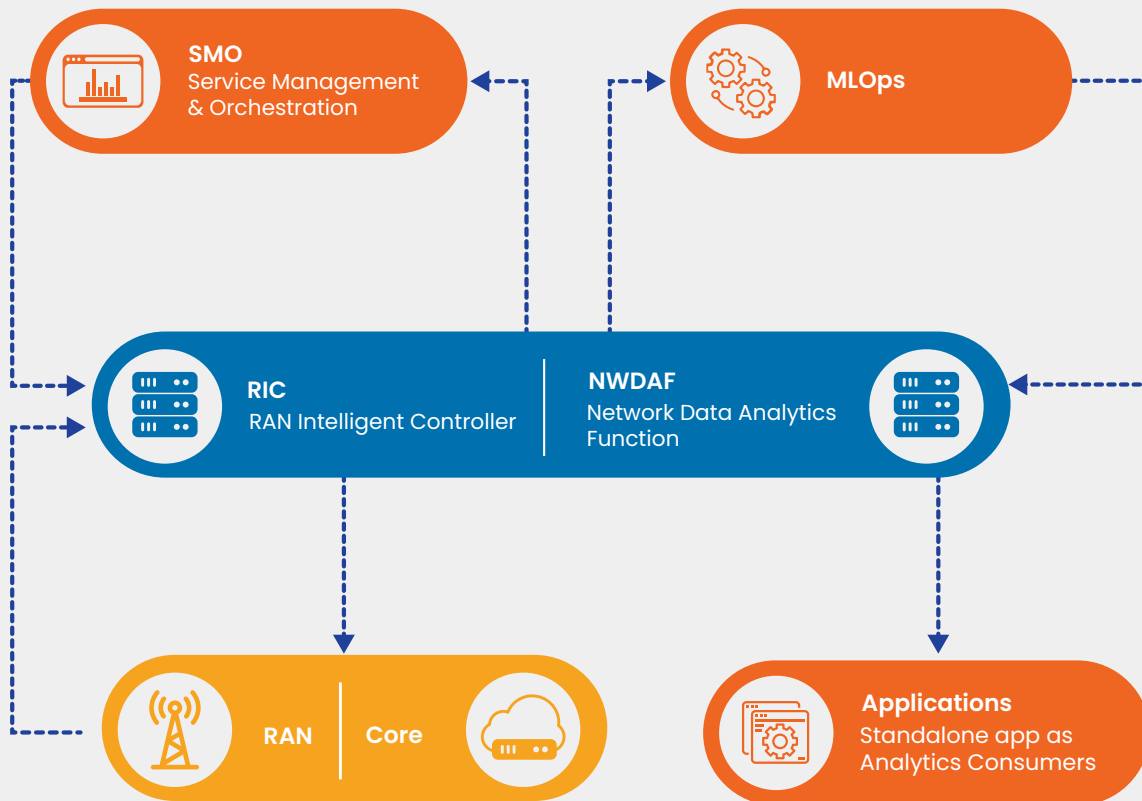 SMO
Service Management
& Orchestration
MLOps
RIC
RAN Intelligent Controller
NWDAF
Network Data Analytics
Function
RAN
Core
Applications
Standalone app as
Analytics Consumers